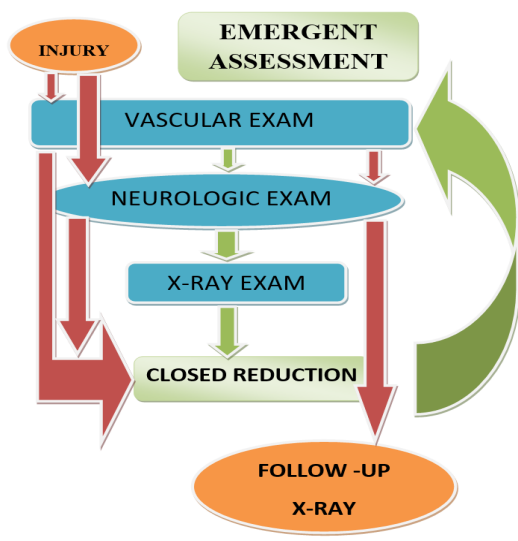 INJURY
EMERGENT
ASSESSMENT
VASCULAR EXAM
NEUROLOGIC EXAM
X-RAY EXAM
CLOSED REDUCTION
FOLLOW -UP
X-RAY